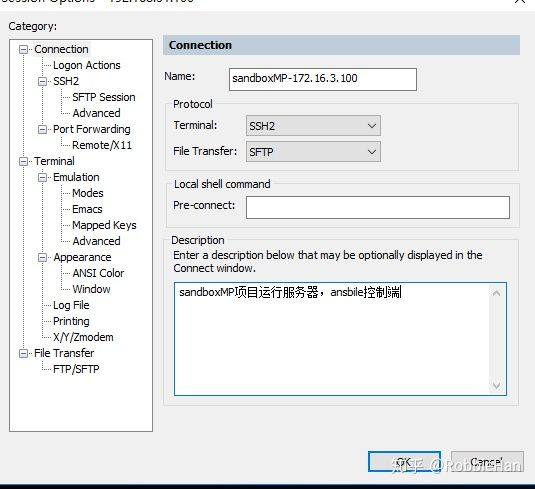 Category:
Connection
Logon Actions
SSH2
SFTP Session
Advanced
Port Forwarding
Remote/X11
Terminal
Emulation
Modes
Emacs
Mapped Keys
Advanced
Appearance
ANSI Color
Window
Log File
Printing
X/Y/Zmodem
File Transfer
FTP/SFTP
Connection
Name: sandboxMP-172.16.3.100
Protocol
Terminal: SSH2
File Transfer: SFTP
Local shell command
Pre-connect:
Description
Enter a description below that may be optionally displayed in the
Connect window.
sandboxMP项目运行服务器，ansbile控制端
OK
Cancel
知乎 @Robbie-Han